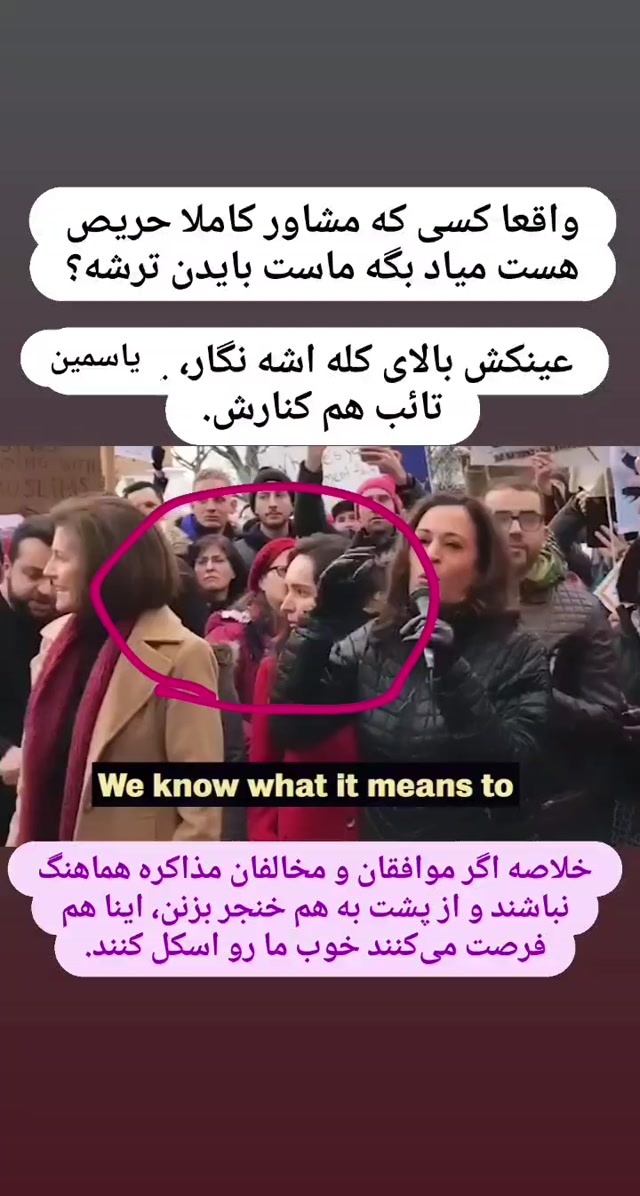 واقعا کسی که مشاور کاملا حریص
هست میاد بگه ماست بایدن ترشه؟
عینکش بالای کله اشه نگار، . یاسمین
تائب هم کنارش.
We know what it means to
خلاصه اگر موافقان و مخالفان مذاکره هماهنگ
نباشند و از پشت به هم خنجر بزنن، اینا هم
فرصت می‌کنند خوب ما رو اسکل کنند.